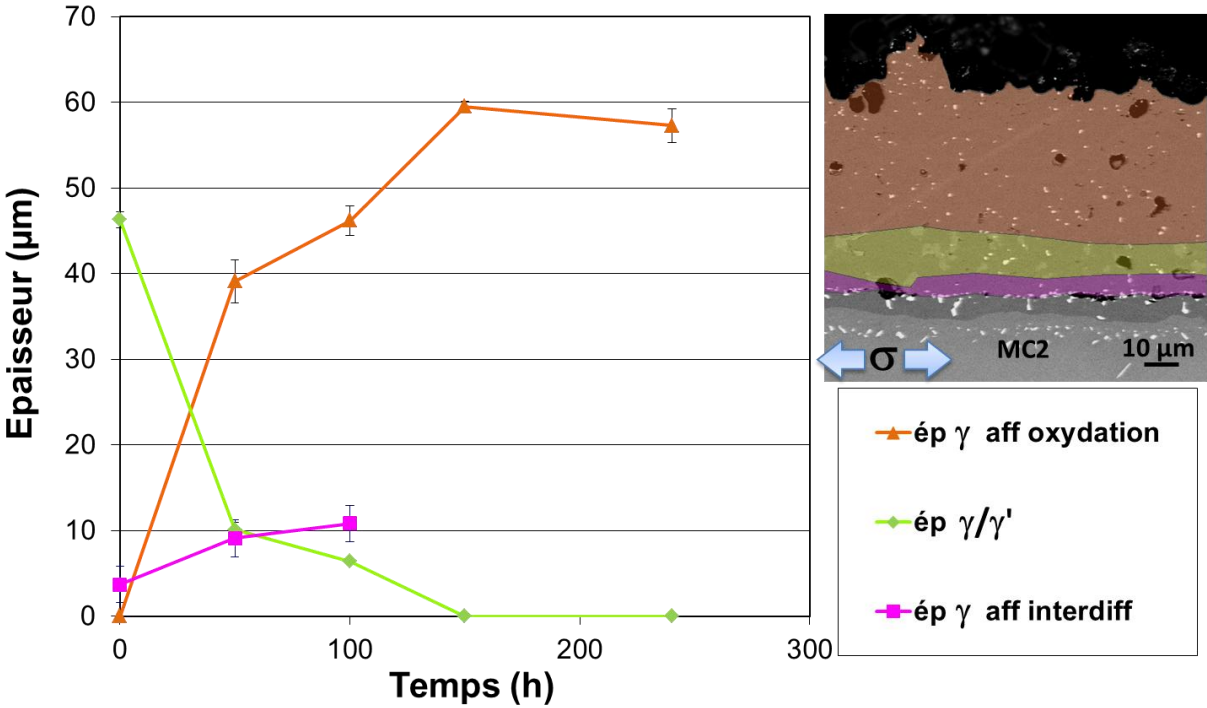 70
60
50
40
30
20
10
0
Epaisseur (µm)
0
100
200
300
Temps (h)
σ
MC2
10 µm
ép γ aff oxydation
ép γ/γ'
ép γ aff interdiff